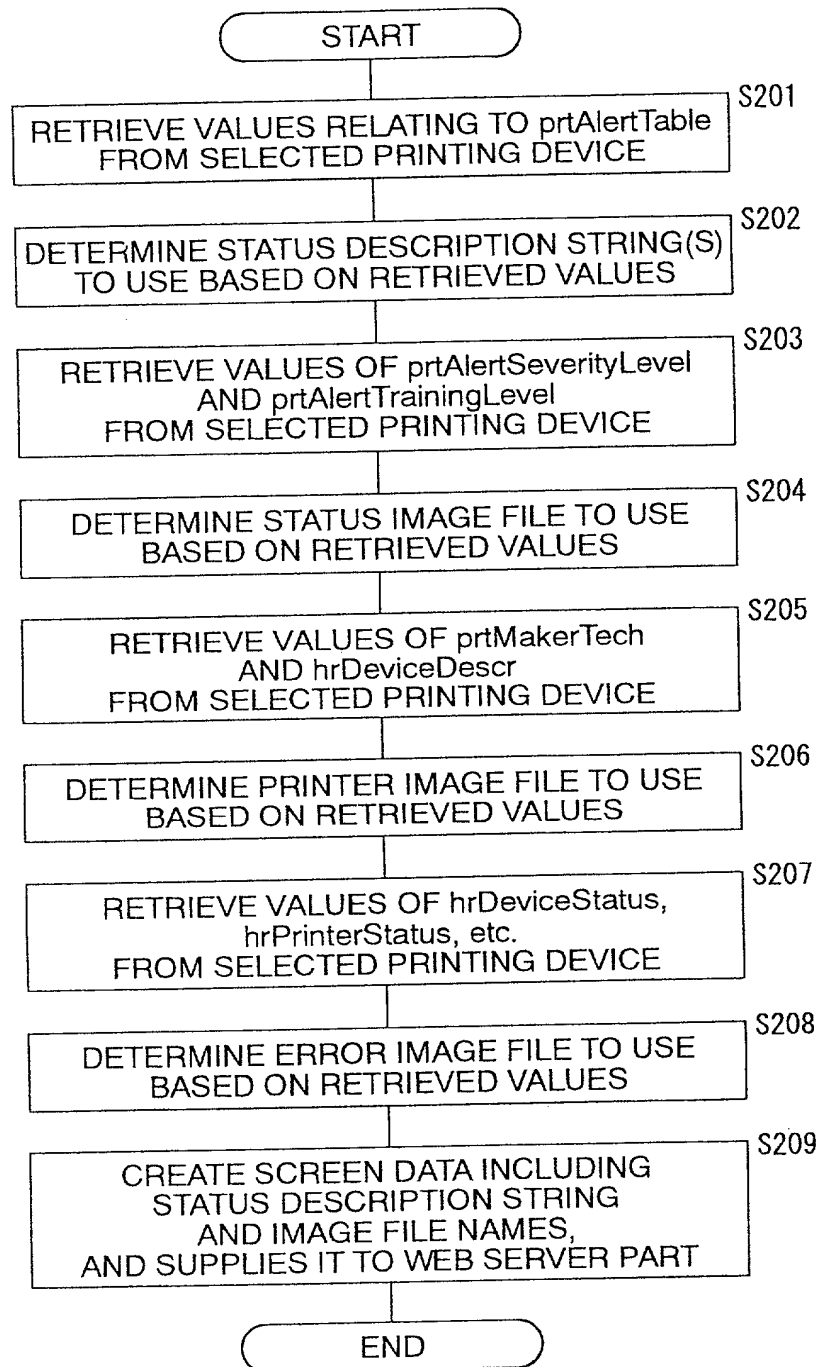 START
S201
RETRIEVE VALUES RELATING TO prtAlertTable
FROM SELECTED PRINTING DEVICE
S202
DETERMINE STATUS DESCRIPTION STRING(S)
TO USE BASED ON RETRIEVED VALUES
S203
RETRIEVE VALUES OF prtAlertSeverityLevel
AND prtAlertTrainingLevel
FROM SELECTED PRINTING DEVICE
S204
DETERMINE STATUS IMAGE FILE TO USE
BASED ON RETRIEVED VALUES
S205
RETRIEVE VALUES OF prtMakerTech
AND hrDeviceDescr
FROM SELECTED PRINTING DEVICE
S206
DETERMINE PRINTER IMAGE FILE TO USE
BASED ON RETRIEVED VALUES
S207
RETRIEVE VALUES OF hrDeviceStatus,
hrPrinterStatus, etc.
FROM SELECTED PRINTING DEVICE
S208
DETERMINE ERROR IMAGE FILE TO USE
BASED ON RETRIEVED VALUES
S209
CREATE SCREEN DATA INCLUDING
STATUS DESCRIPTION STRING
AND IMAGE FILE NAMES,
AND SUPPLIES IT TO WEB SERVER PART
END